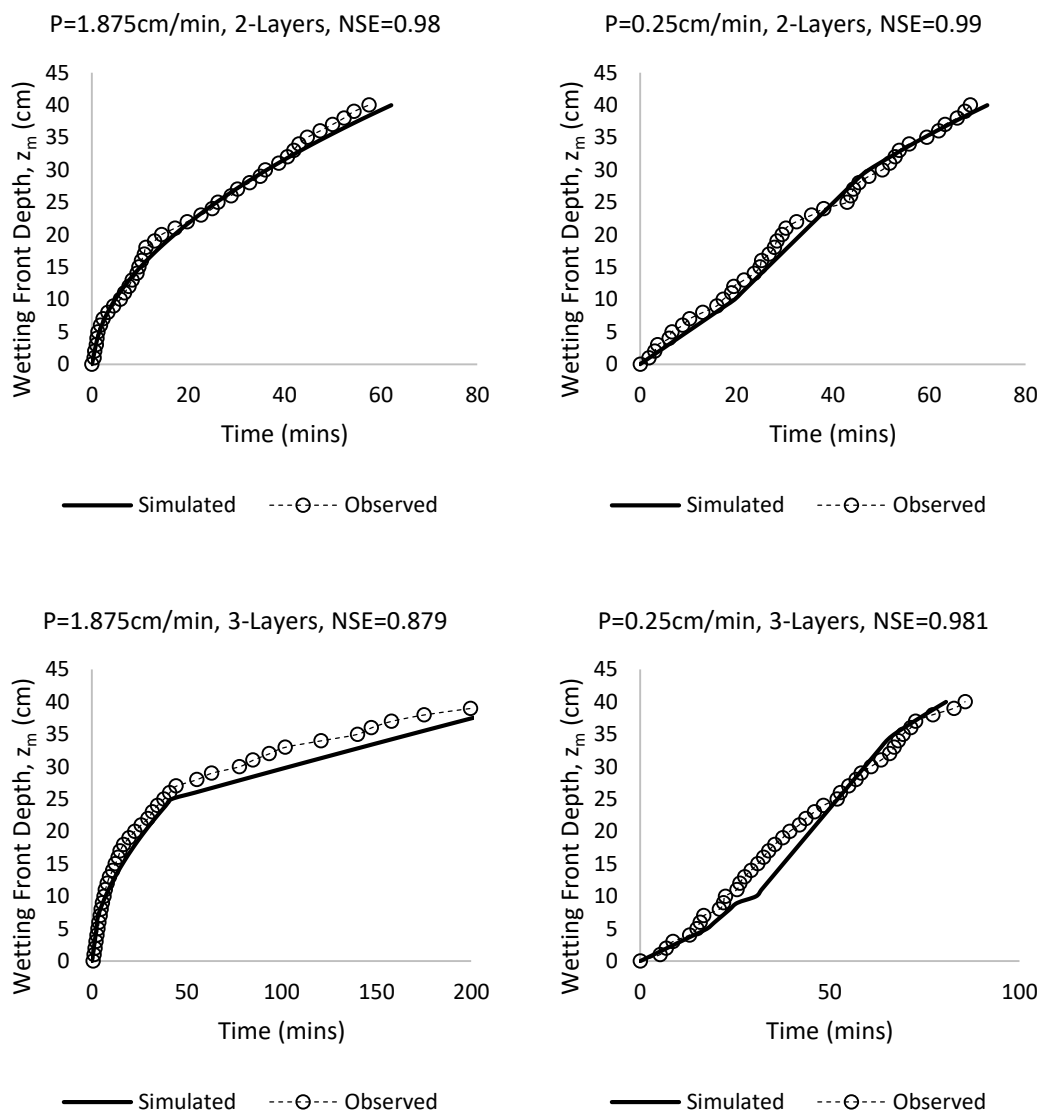 P=1.875cm/min, 2-Layers, NSE=0.98
45
40
35
30
25
20
15
10
5
0
Wetting Front Depth, zm (cm)
0 20 40 60 80
Time (mins)
Simulated Observed
P=0.25cm/min, 2-Layers, NSE=0.99
45
40
35
30
25
20
15
10
5
0
Wetting Front Depth, zm (cm)
0 20 40 60 80
Time (mins)
Simulated Observed
P=1.875cm/min, 3-Layers, NSE=0.879
45
40
35
30
25
20
15
10
5
0
Wetting Front Depth, zm (cm)
0 50 100 150 200
Time (mins)
Simulated Observed
P=0.25cm/min, 3-Layers, NSE=0.981
45
40
35
30
25
20
15
10
5
0
Wetting Front Depth, zm (cm)
0 50 100
Time (mins)
Simulated Observed